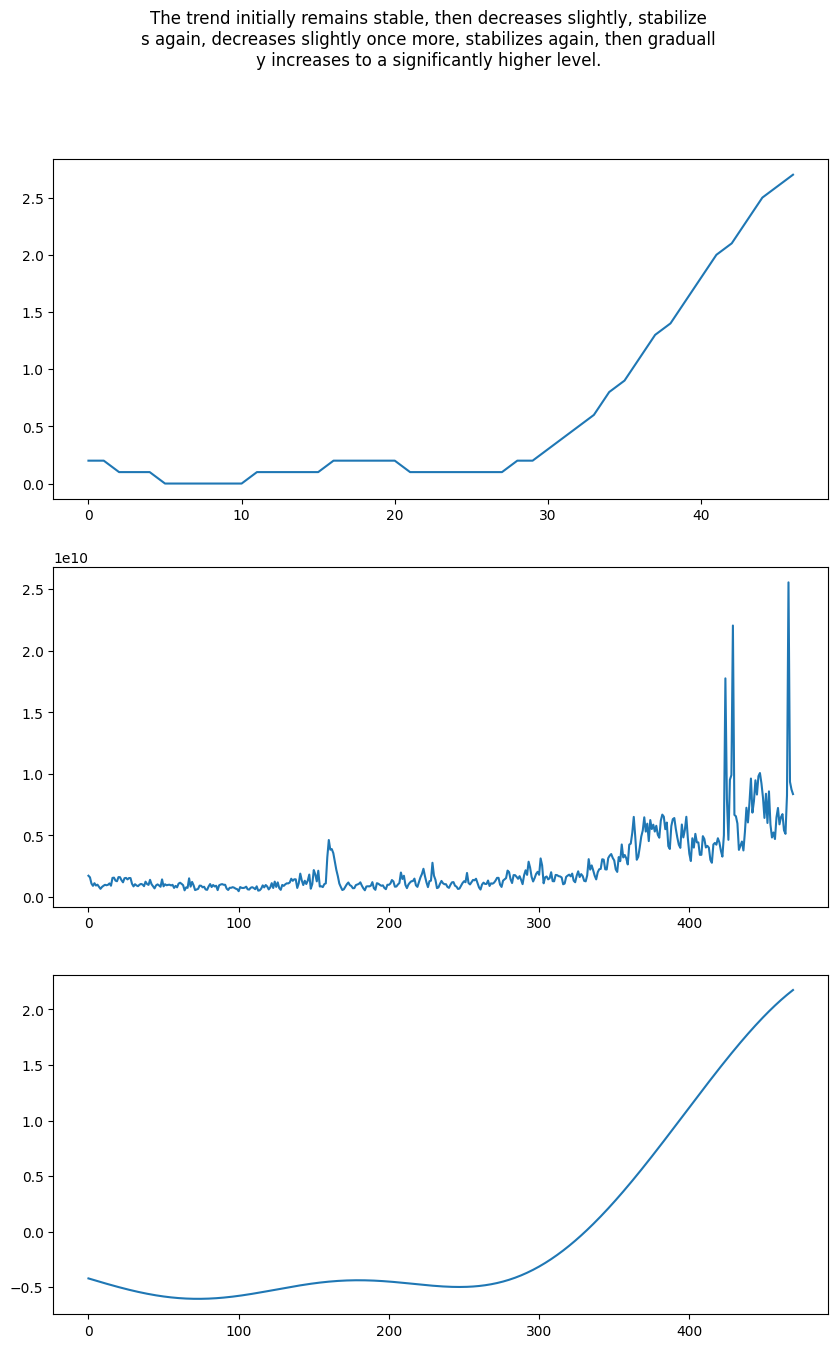 The trend initially remains stable, then decreases slightly, stabilize
s again, decreases slightly once more, stabilizes again, then graduall
y increases to a significantly higher level.
2.5
2.0
1.5
1.0
0.5
0.0
0 10 20 30 40
1e10
2.5
2.0
1.5
1.0
0.5
0.0
0 100 200 300 400
2.0
1.5
1.0
0.5
0.0
−0.5
0 100 200 300 400